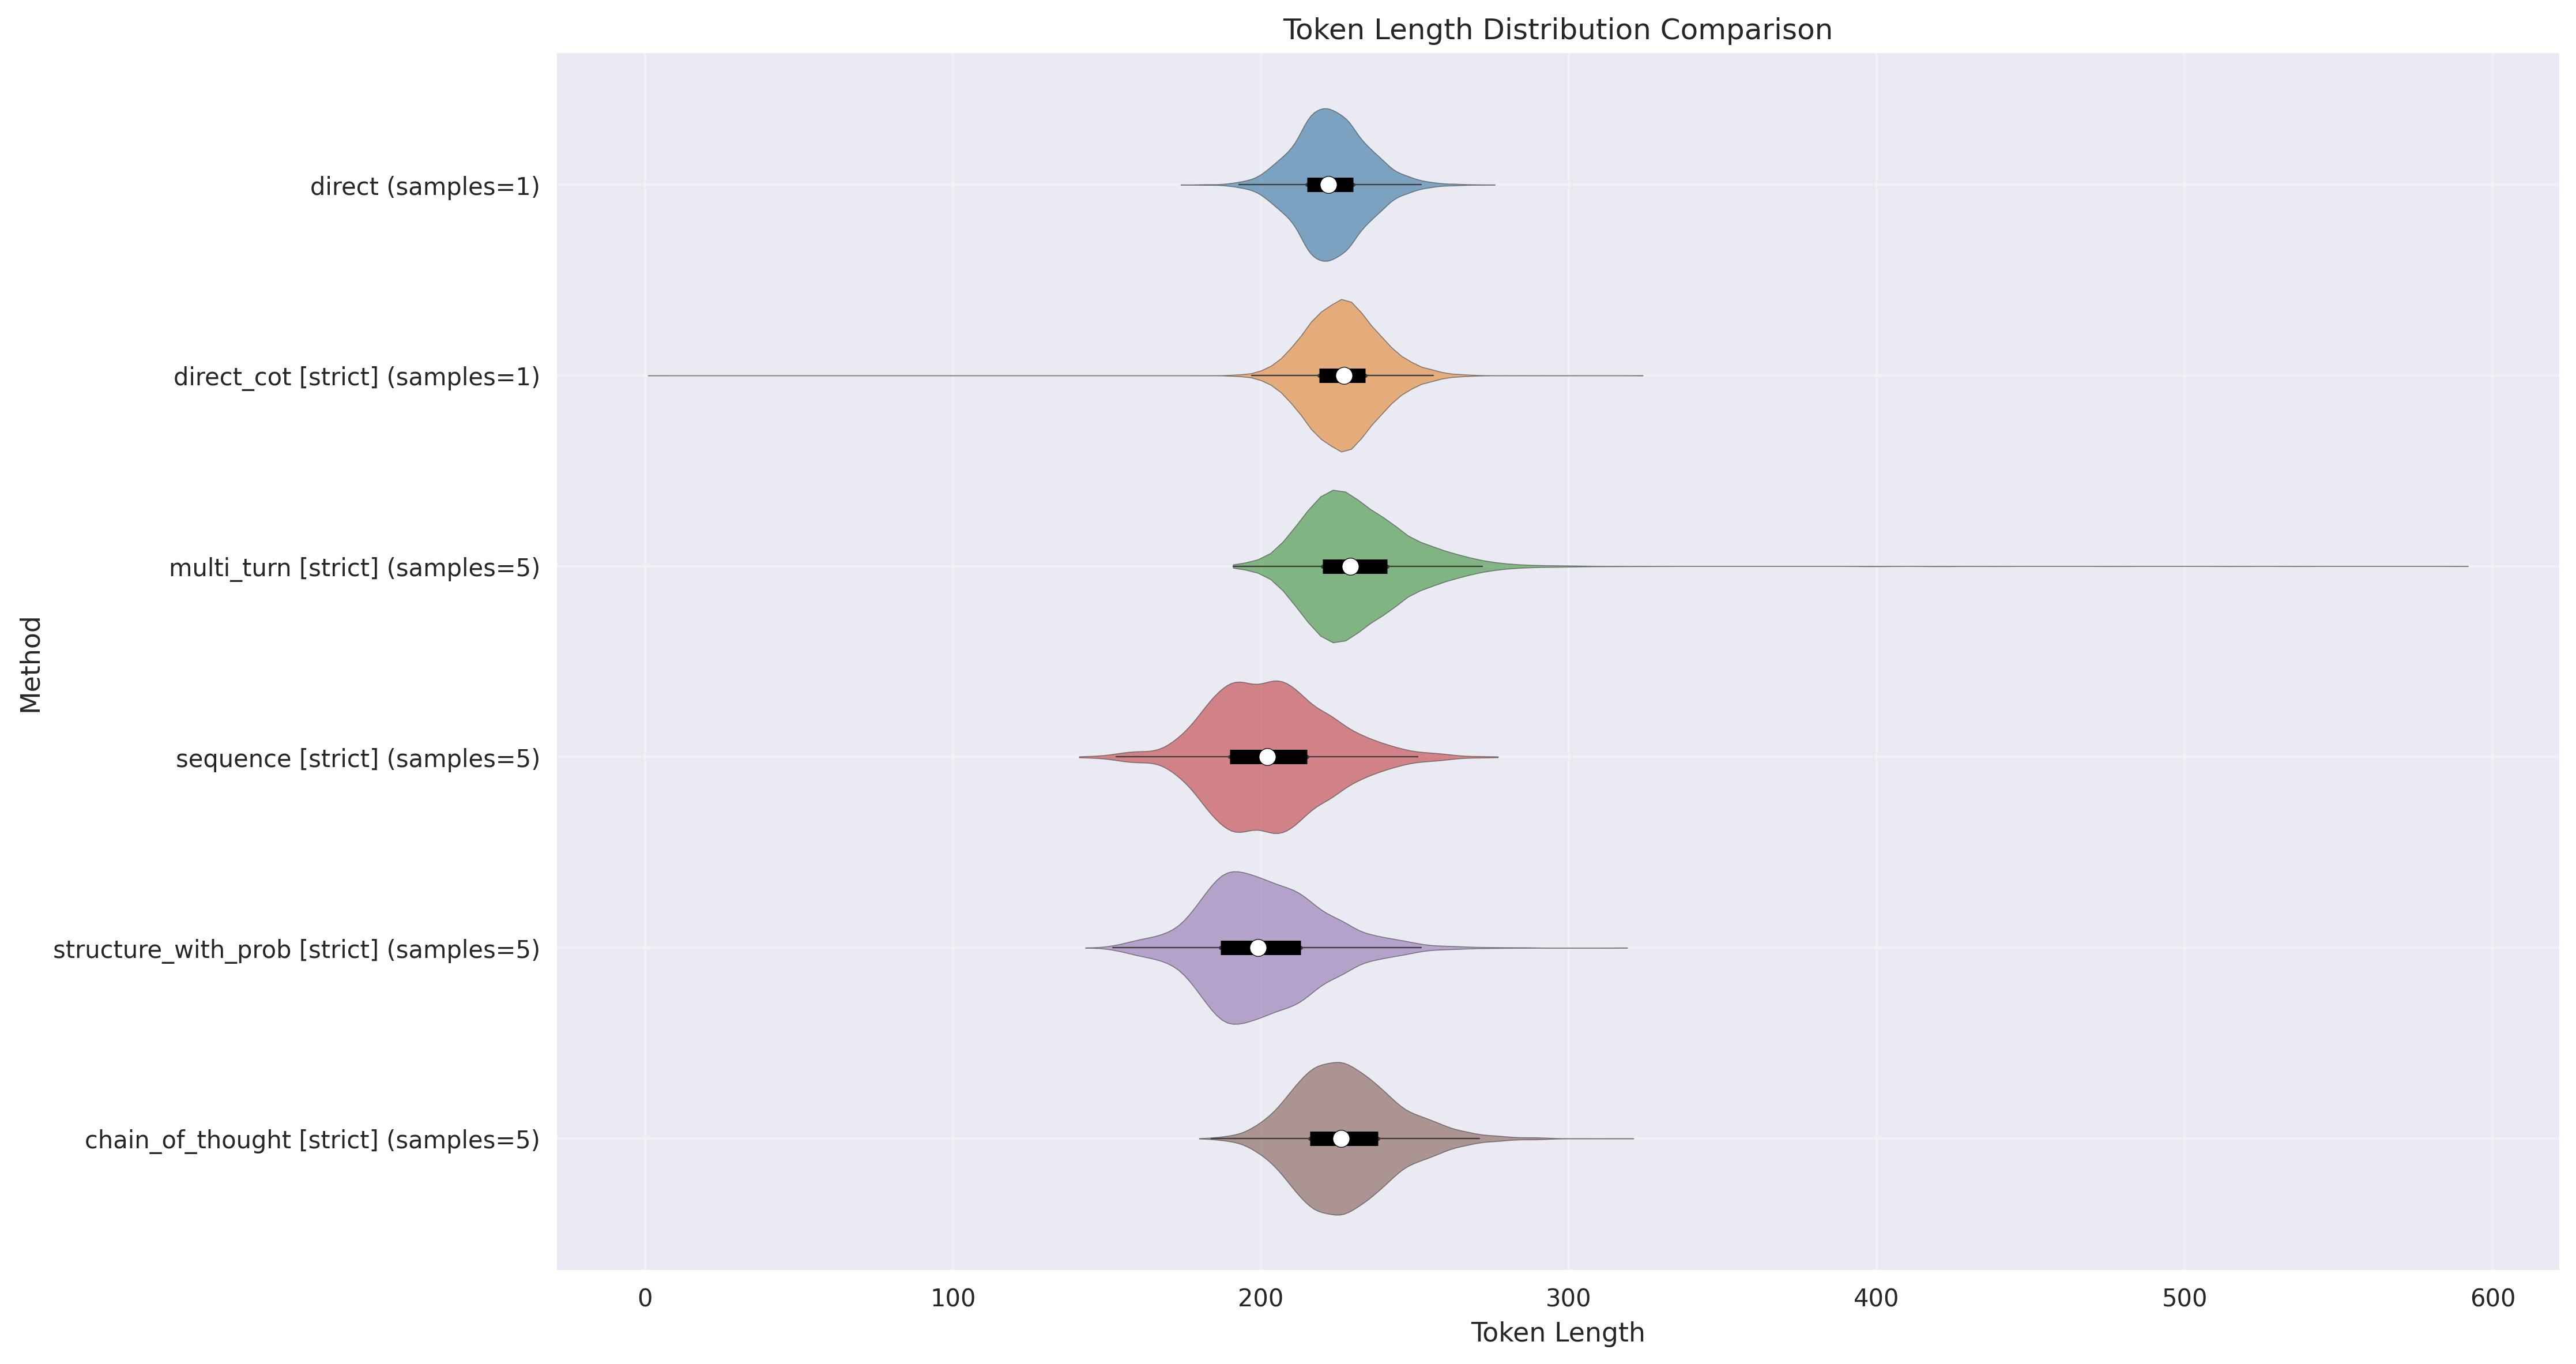 Token Length Distribution Comparison
Method
direct (samples=1)
direct_cot [strict] (samples=1)
multi_turn [strict] (samples=5)
sequence [strict] (samples=5)
structure_with_prob [strict] (samples=5)
chain_of_thought [strict] (samples=5)
0 100 200 300 400 500 600
Token Length